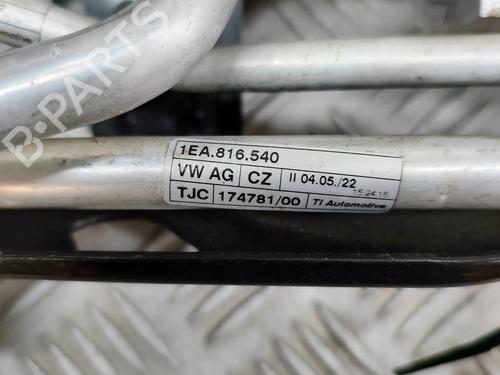 Automotive
B-PARTS
1EA.816.540
VW AG CZ II 04.05./22
15:24:15
TJC 174781/00 TI Automotive